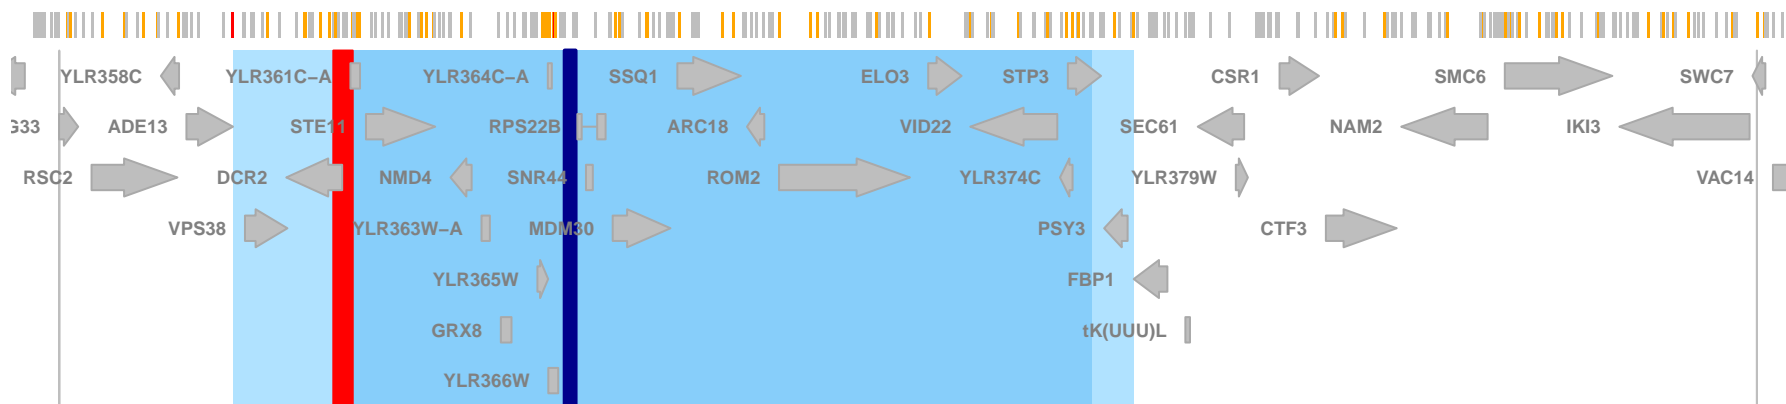 YLR358C YLR361C−A YLR364C−A SSQ1 ELO3 STP3 CSR1 SMC6 SWC7
G33 ADE13 STE11 RPS22B ARC18 VID22 SEC61 NAM2 IKI3
RSC2 DCR2 NMD4 SNR44 ROM2 YLR374C YLR379W VAC14
VPS38 YLR363W−A MDM30 PSY3 CTF3
YLR365W FBP1
GRX8 tK(UUU)L
YLR366W